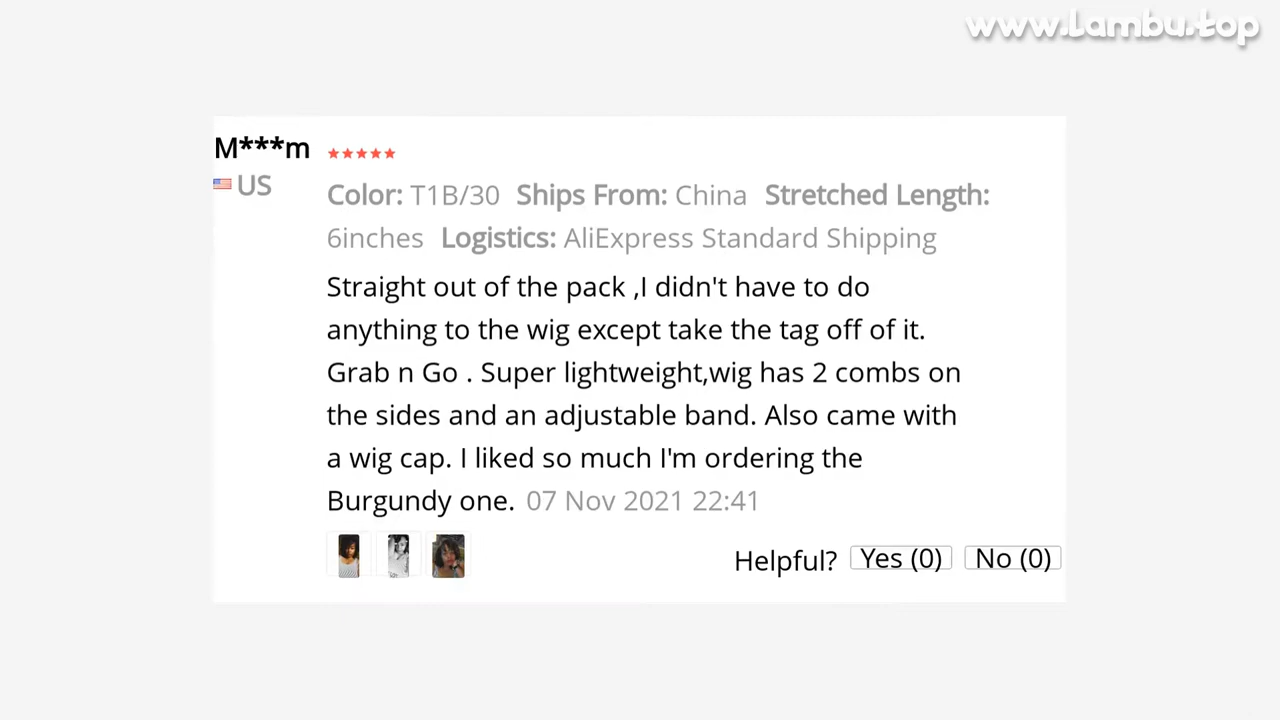 www.Lambu.top
M***m
US
Color: T1B/30 Ships From: China Stretched Length:
6inches Logistics: AliExpress Standard Shipping
Straight out of the pack ,I didn't have to do
anything to the wig except take the tag off of it.
Grab n Go . Super lightweight,wig has 2 combs on
the sides and an adjustable band. Also came with
a wig cap. I liked so much I'm ordering the
Burgundy one. 07 Nov 2021 22:41
Helpful? Yes (0) No (0)